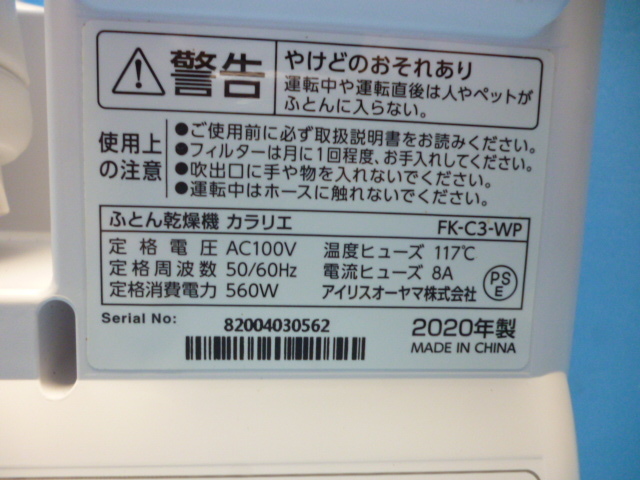 警告
やけどのおそれあり
運転中や運転直後は人やペットが
ふとんに入らない。
使用上
の注意
●ご使用前に必ず取扱説明書をお読みください。
●フィルターは月に1回程度、お手入れしてください。
●吹出口に手や物を入れないでください。
●運転中はホースに触れないでください。
ふとん乾燥機 カラリエ FK-C3-WP
定格電圧 AC100V 温度ヒューズ 117℃
定格周波数 50/60Hz 電流ヒューズ 8A
定格消費電力 560W アイリスオーヤマ株式会社
PS
E
Serial No: 82004030562
2020年製
MADE IN CHINA